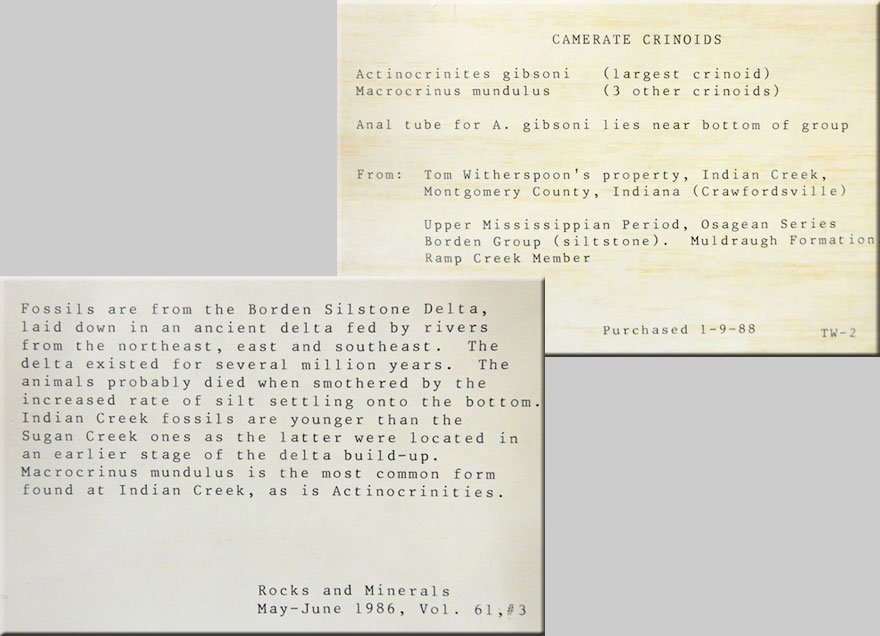 CAMERATE CRINOIDS
Actinocrinites gibsoni (largest crinoid)
Macrocrinus mundulus (3 other crinoids)
Anal tube for A. gibsoni lies near bottom of group
From: Tom Witherspoon's property, Indian Creek,
Montgomery County, Indiana (Crawfordsville)
Upper Mississippian Period, Osagean Series
Borden Group (siltstone). Muldraugh Formation
Ramp Creek Member
Purchased 1-9-88 TW-2
Fossils are from the Borden Silstone Delta,
laid down in an ancient delta fed by rivers
from the northeast, east and southeast. The
delta existed for several million years. The
animals probably died when smothered by the
increased rate of silt settling onto the bottom.
Indian Creek fossils are younger than the
Sugan Creek ones as the latter were located in
an earlier stage of the delta build-up.
Macrocrinus mundulus is the most common form
found at Indian Creek, as is Actinocrinities.
Rocks and Minerals
May-June 1986, Vol. 61,#3